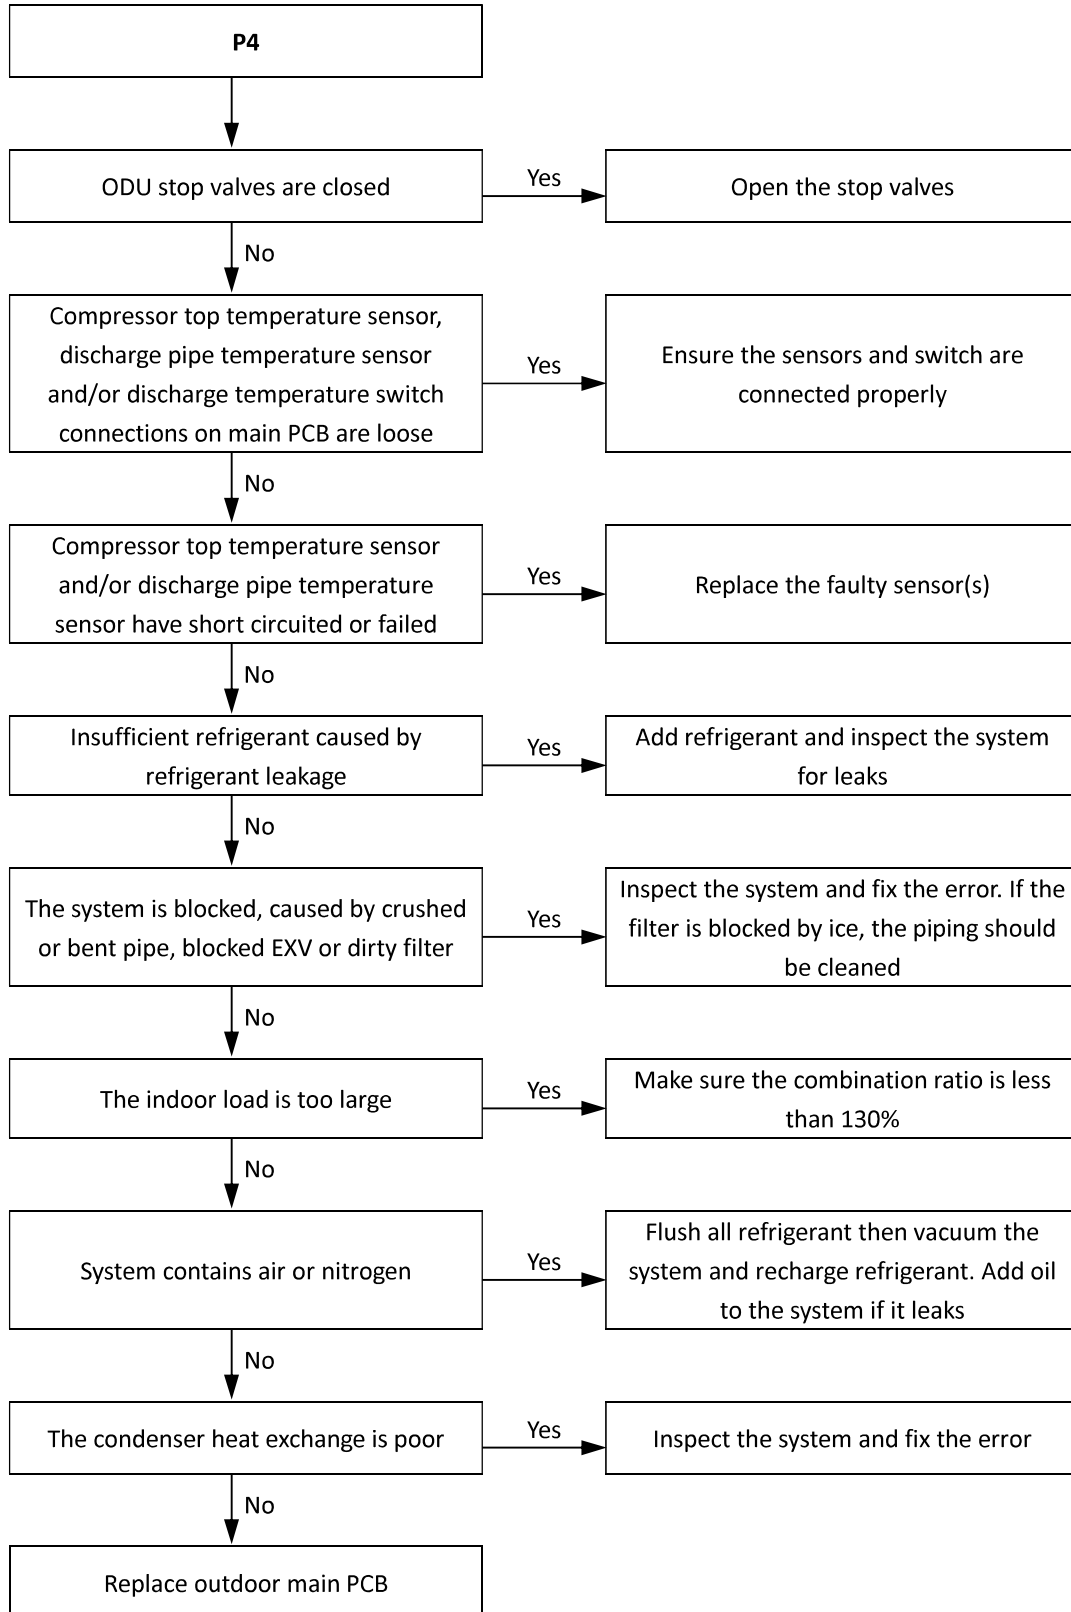 P4
ODU stop valves are closed
Yes
Open the stop valves
No
Compressor top temperature sensor,
discharge pipe temperature sensor
and/or discharge temperature switch
connections on main PCB are loose
Yes
Ensure the sensors and switch are
connected properly
No
Compressor top temperature sensor
and/or discharge pipe temperature
sensor have short circuited or failed
Yes
Replace the faulty sensor(s)
No
Insufficient refrigerant caused by
refrigerant leakage
Yes
Add refrigerant and inspect the system
for leaks
No
The system is blocked, caused by crushed
or bent pipe, blocked EXV or dirty filter
Yes
Inspect the system and fix the error. If the
filter is blocked by ice, the piping should
be cleaned
No
The indoor load is too large
Yes
Make sure the combination ratio is less
than 130%
No
System contains air or nitrogen
Yes
Flush all refrigerant then vacuum the
system and recharge refrigerant. Add oil
to the system if it leaks
No
The condenser heat exchange is poor
Yes
Inspect the system and fix the error
No
Replace outdoor main PCB